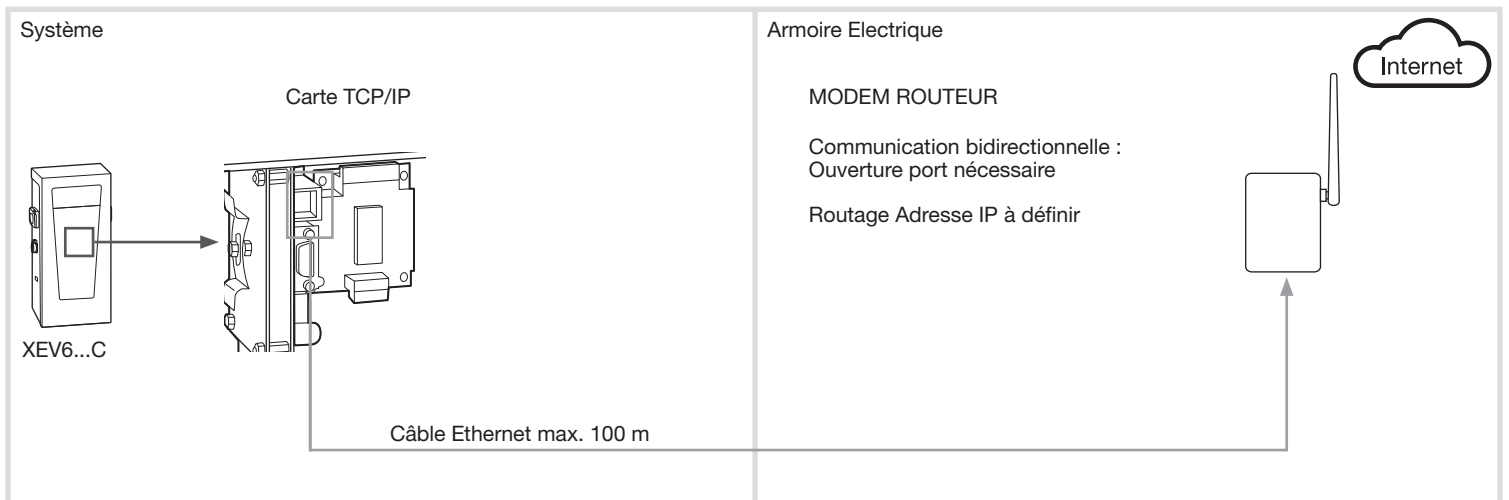 Système
Carte TCP/IP
XEV6...C
Câble Ethernet max. 100 m
Armoire Electrique
Internet
MODEM ROUTEUR
Communication bidirectionnelle :
Ouverture port nécessaire
Routage Adresse IP à définir